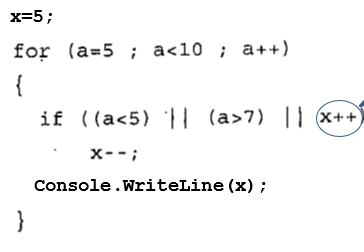 x=5;
for (a=5 ; a<10 ; a++)
{
if ((a<5) || (a>7) || x++)
x--;
Console.WriteLine(x);
}